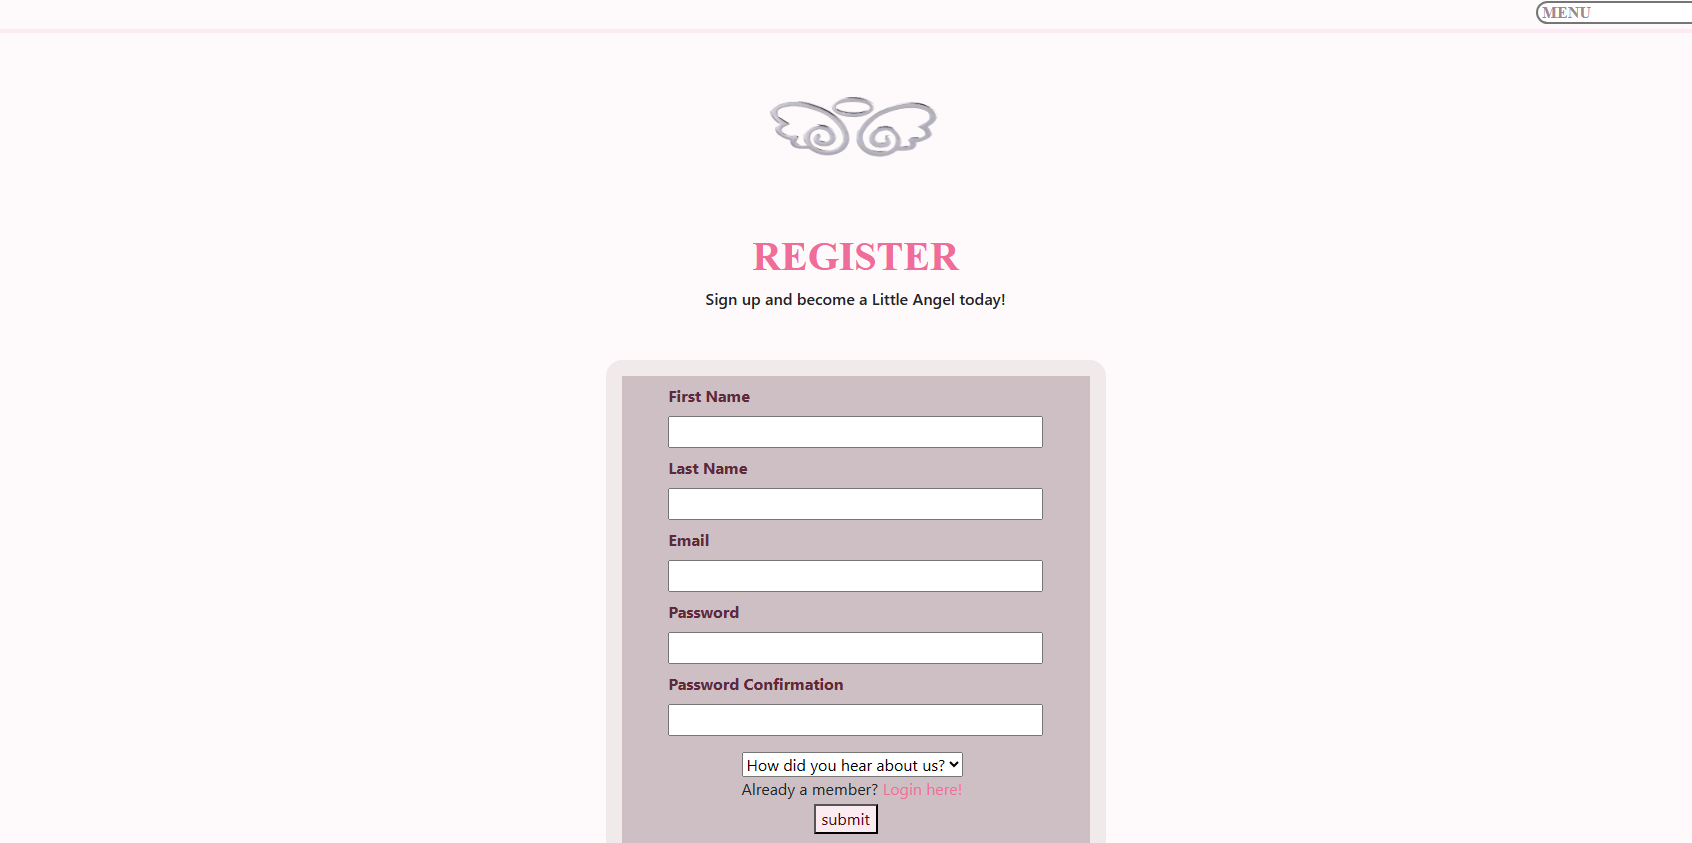 MENU
REGISTER
Sign up and become a Little Angel today!
First Name
Last Name
Email
Password
Password Confirmation
How did you hear about us?
Already a member? Login here!
submit